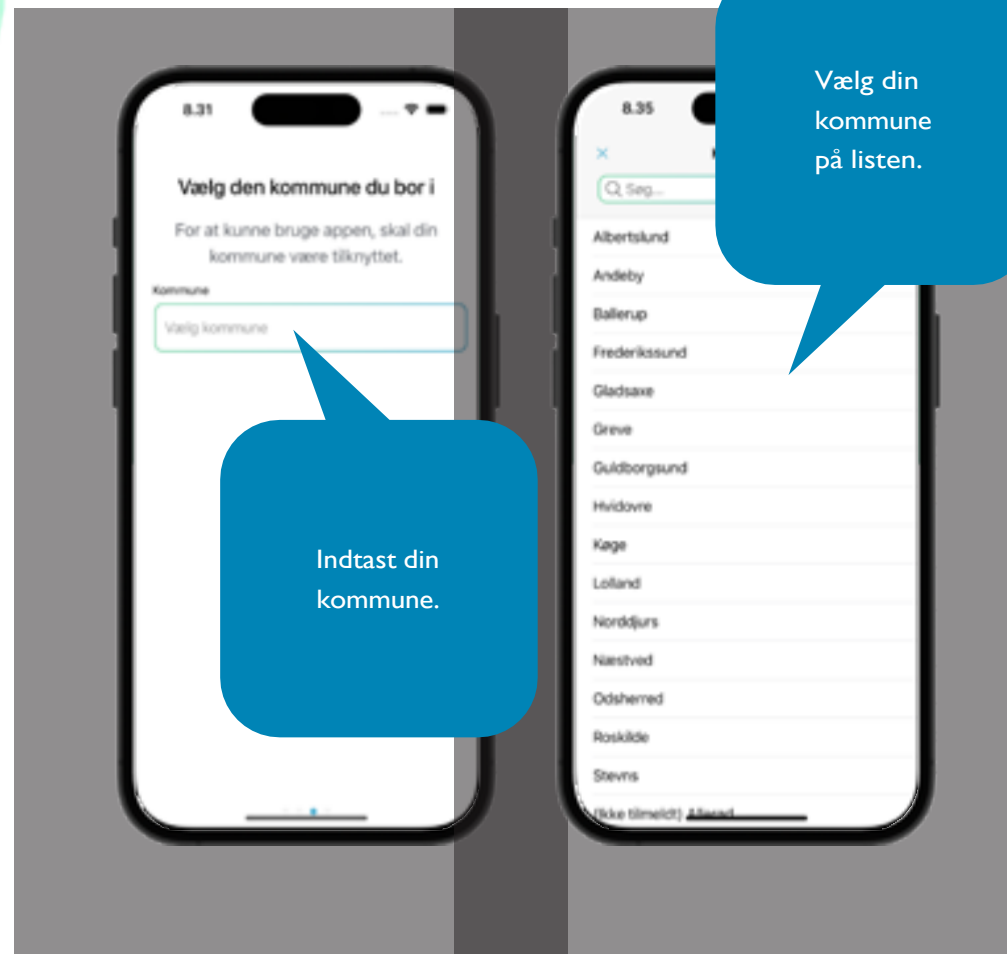 8.31
Vælg den kommune du bor i
For at kunne bruge appen, skal din
kommune være tilknyttet.
Kommune
Vælg kommune
Indtast din
kommune.
8.35
Vælg din
kommune
på listen.
Søg...
Albertslund
Andeby
Ballerup
Frederikssund
Gladsaxe
Greve
Guldborgsund
Hvidovre
Køge
Lolland
Norddjurs
Næstved
Odsherred
Roskilde
Stevns
(Ikke tilmeldt)